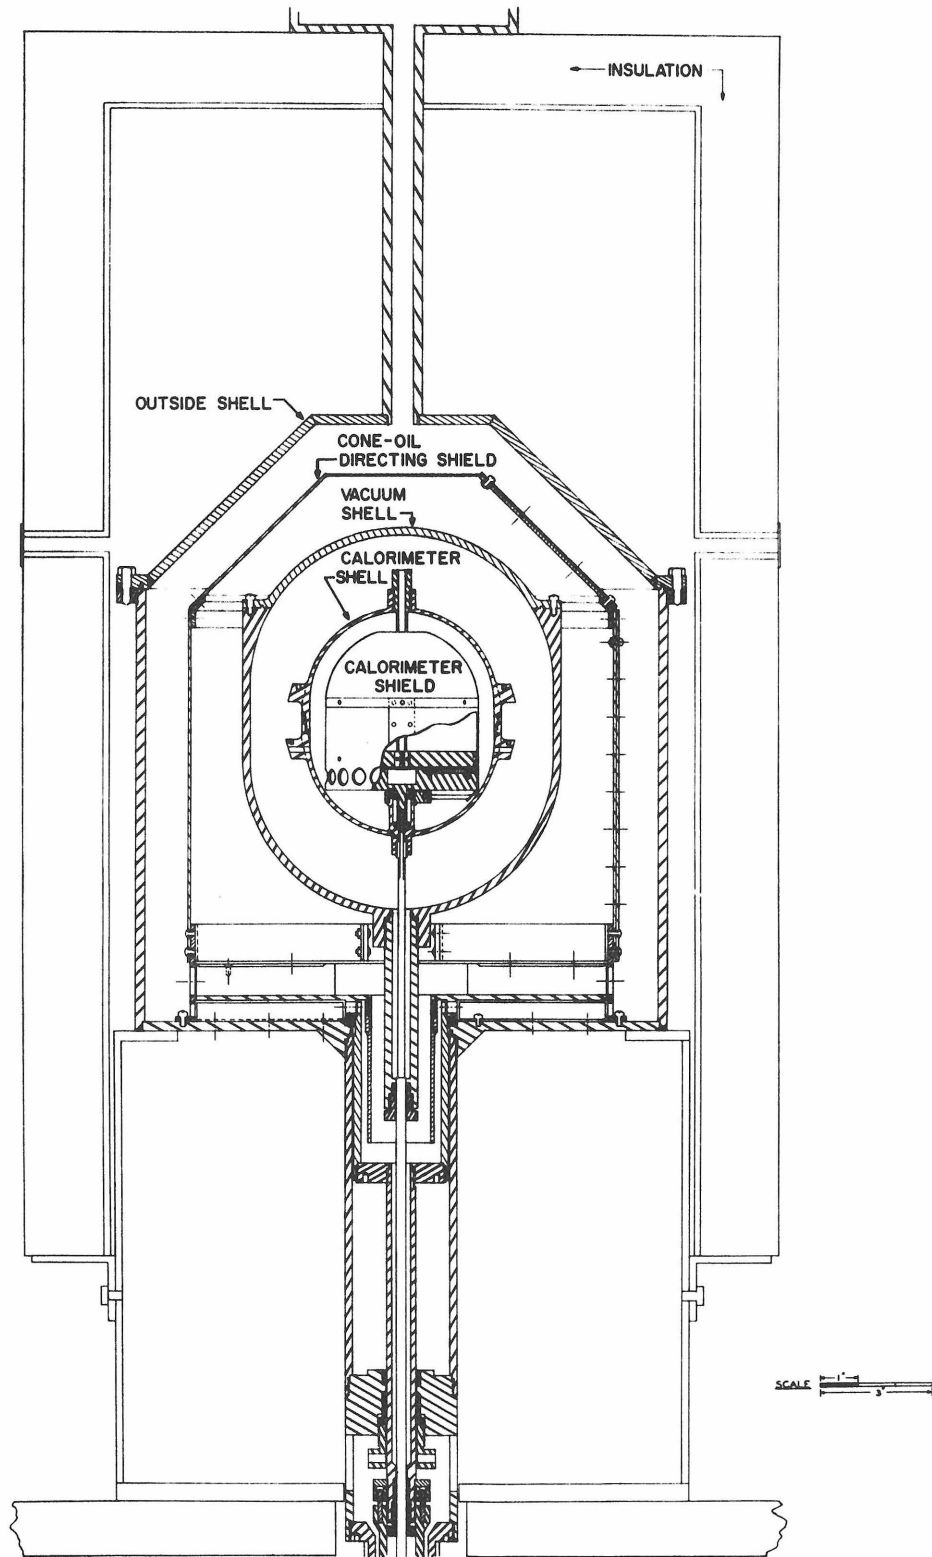 INSULATION
OUTSIDE SHELL
CONE-OIL
DIRECTING SHIELD
VACUUM
SHELL
CALORIMETER
SHELL
CALORIMETER
SHIELD
SCALE
1"
3"